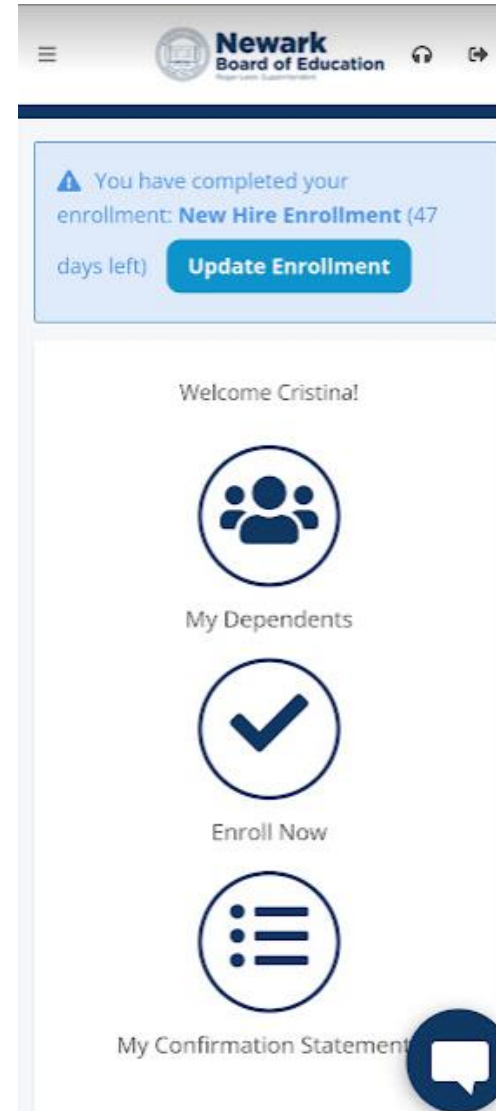 Newark
Board of Education
You have completed your
enrollment: New Hire Enrollment (47
days left) Update Enrollment
Welcome Cristina!
My Dependents
Enroll Now
My Confirmation Statement